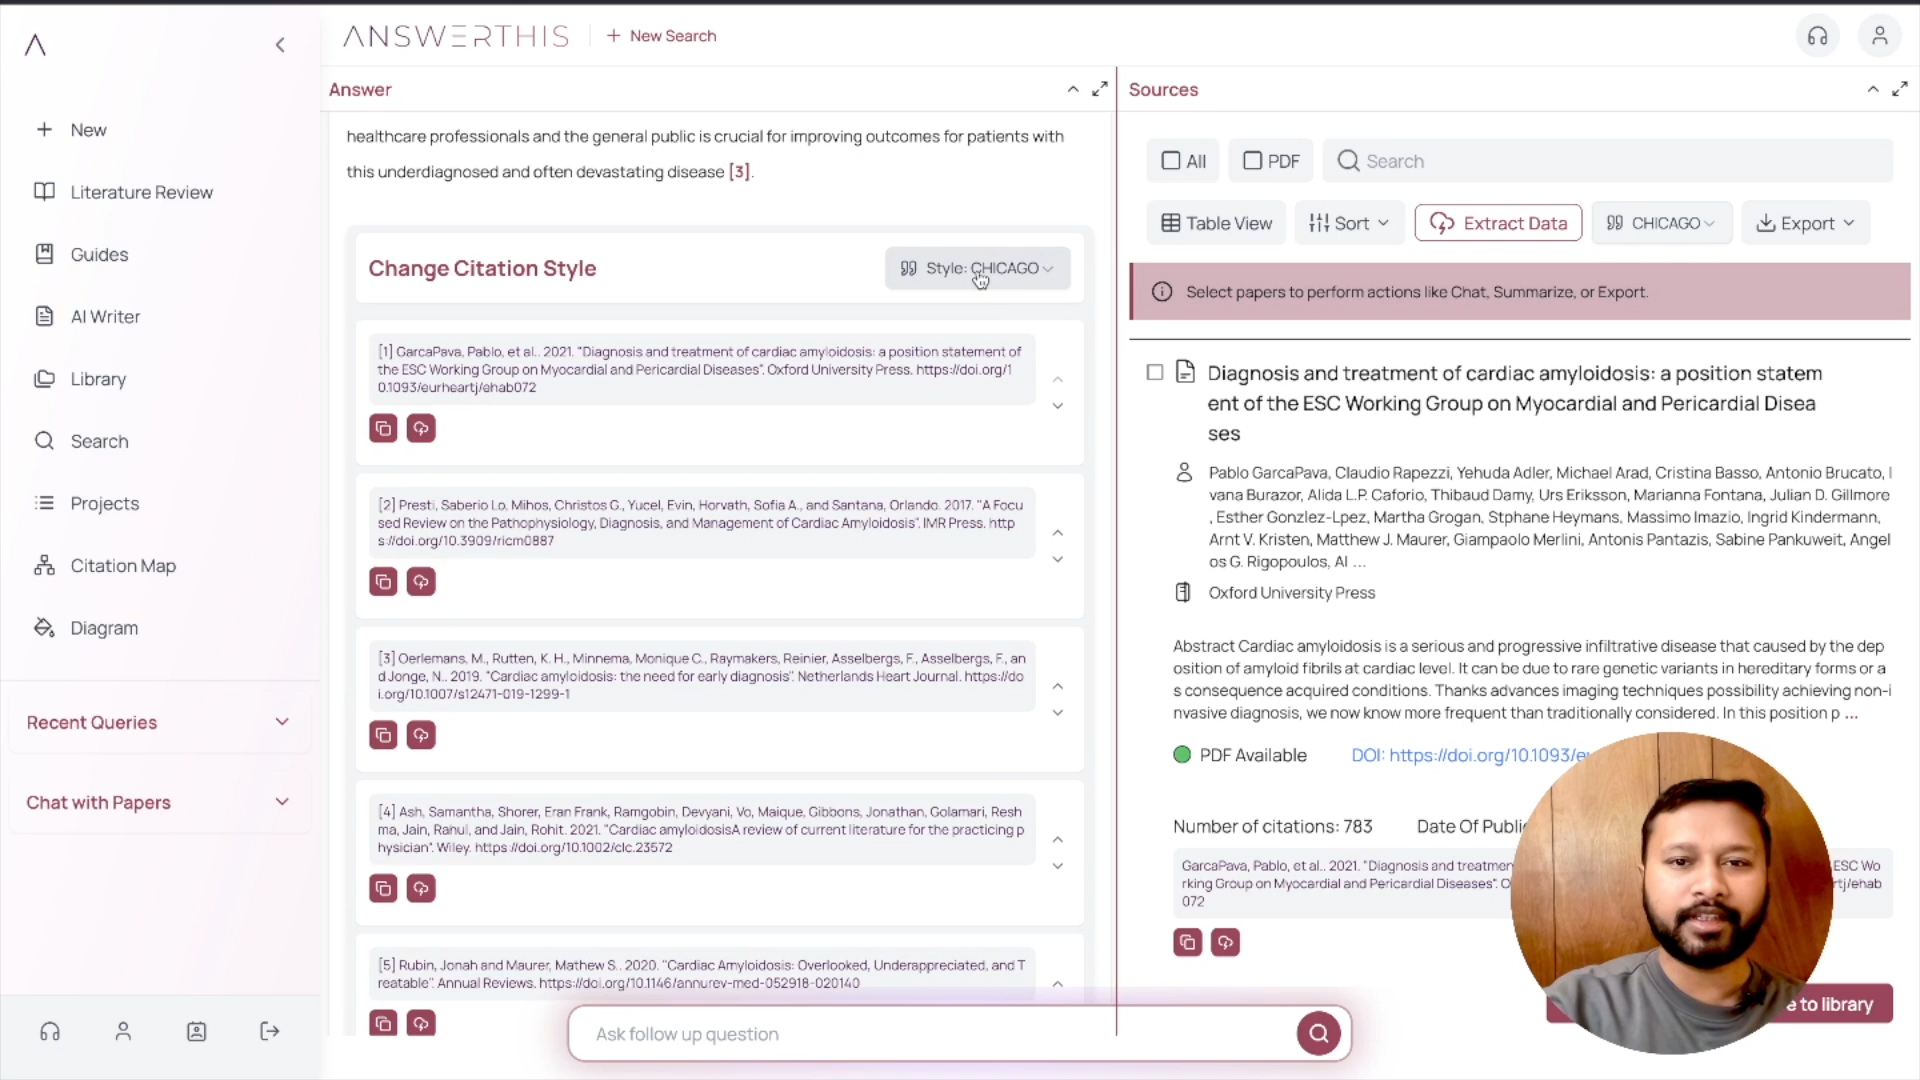 ANSWERTHIS
+ New Search
New
Literature Review
Guides
AI Writer
Library
Search
Projects
Citation Map
Diagram
Recent Queries
Chat with Papers
Answer
healthcare professionals and the general public is crucial for improving outcomes for patients with
this underdiagnosed and often devastating disease [3].
Change Citation Style
Style: CHICAGO
[1] GarcaPava, Pablo, et al.. 2021. "Diagnosis and treatment of cardiac amyloidosis: a position statement of
the ESC Working Group on Myocardial and Pericardial Diseases". Oxford University Press. https://doi.org/1
0.1093/eurheartj/ehab072
[2] Presti, Saberio Lo, Mihos, Christos G., Yucel, Evin, Horvath, Sofia A., and Santana, Orlando. 2017. "A Focu
sed Review on the Pathophysiology, Diagnosis, and Management of Cardiac Amyloidosis". IMR Press. http
s://doi.org/10.3909/ricm0887
[3] Oerlemans, M., Rutten, K. H., Minnema, Monique C., Raymakers, Reinier, Asselbergs, F., Asselbergs, F., an
d Jonge, N.. 2019. "Cardiac amyloidosis: the need for early diagnosis". Netherlands Heart Journal. https://do
i.org/10.1007/s12471-019-1299-1
[4] Ash, Samantha, Shorer, Eran Frank, Ramgobin, Devyani, Vo, Maique, Gibbons, Jonathan, Golamari, Resh
ma, Jain, Rahul, and Jain, Rohit. 2021. "Cardiac amyloidosisA review of current literature for the practicing p
hysician". Wiley. https://doi.org/10.1002/clc.23572
[5] Rubin, Jonah and Maurer, Mathew S.. 2020. "Cardiac Amyloidosis: Overlooked, Underappreciated, and T
reatable". Annual Reviews. https://doi.org/10.1146/annurev-med-052918-020140
Ask follow up question
Sources
All
PDF
Search
Table View
Sort
Extract Data
CHICAGO
Export
Select papers to perform actions like Chat, Summarize, or Export.
Diagnosis and treatment of cardiac amyloidosis: a position statem
ent of the ESC Working Group on Myocardial and Pericardial Disea
ses
Pablo GarcaPava, Claudio Rapezzi, Yehuda Adler, Michael Arad, Cristina Basso, Antonio Brucato, I
vana Burazor, Alida L.P. Caforio, Thibaud Damy, Urs Eriksson, Marianna Fontana, Julian D. Gillmore
, Esther Gonzlez-Lpez, Martha Grogan, Stphane Heymans, Massimo Imazio, Ingrid Kindermann,
Arnt V. Kristen, Matthew J. Maurer, Giampaolo Merlini, Antonis Pantazis, Sabine Pankuweit, Angel
os G. Rigopoulos, Al ...
Oxford University Press
Abstract Cardiac amyloidosis is a serious and progressive infiltrative disease that caused by the dep
osition of amyloid fibrils at cardiac level. It can be due to rare genetic variants in hereditary forms or a
s consequence acquired conditions. Thanks advances imaging techniques possibility achieving non-i
nvasive diagnosis, we now know more frequent than traditionally considered. In this position p ...
PDF Available
DOI: https://doi.org/10.1093/e
Number of citations: 783
Date Of Public
GarcaPava, Pablo, et al.. 2021. "Diagnosis and treatmen ESC Wo
rking Group on Myocardial and Pericardial Diseases". O rtj/ehab
072
e to library